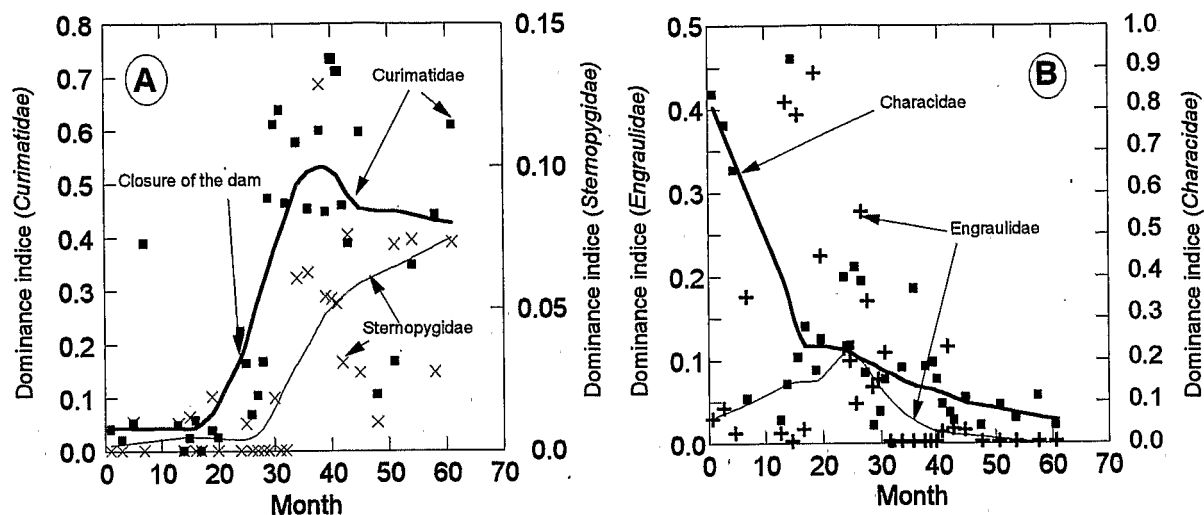 A
0.8
0.7
0.6
0.5
0.4
0.3
0.2
0.1
0.0
Dominance indice (Curimatidae)
0.15
0.10
0.05
0.0
Dominance indice (Sternopygidae)
Curimatidae
Closure of the dam
Sternopygidae
0 10 20 30 40 50 60 70
Month
B
0.5
0.4
0.3
0.2
0.1
0.0
Dominance indice (Engraulidae)
1.0
0.9
0.8
0.7
0.6
0.5
0.4
0.3
0.2
0.1
0.0
Dominance indice (Characidae)
Characidae
Engraulidae
0 10 20 30 40 50 60 70
Month